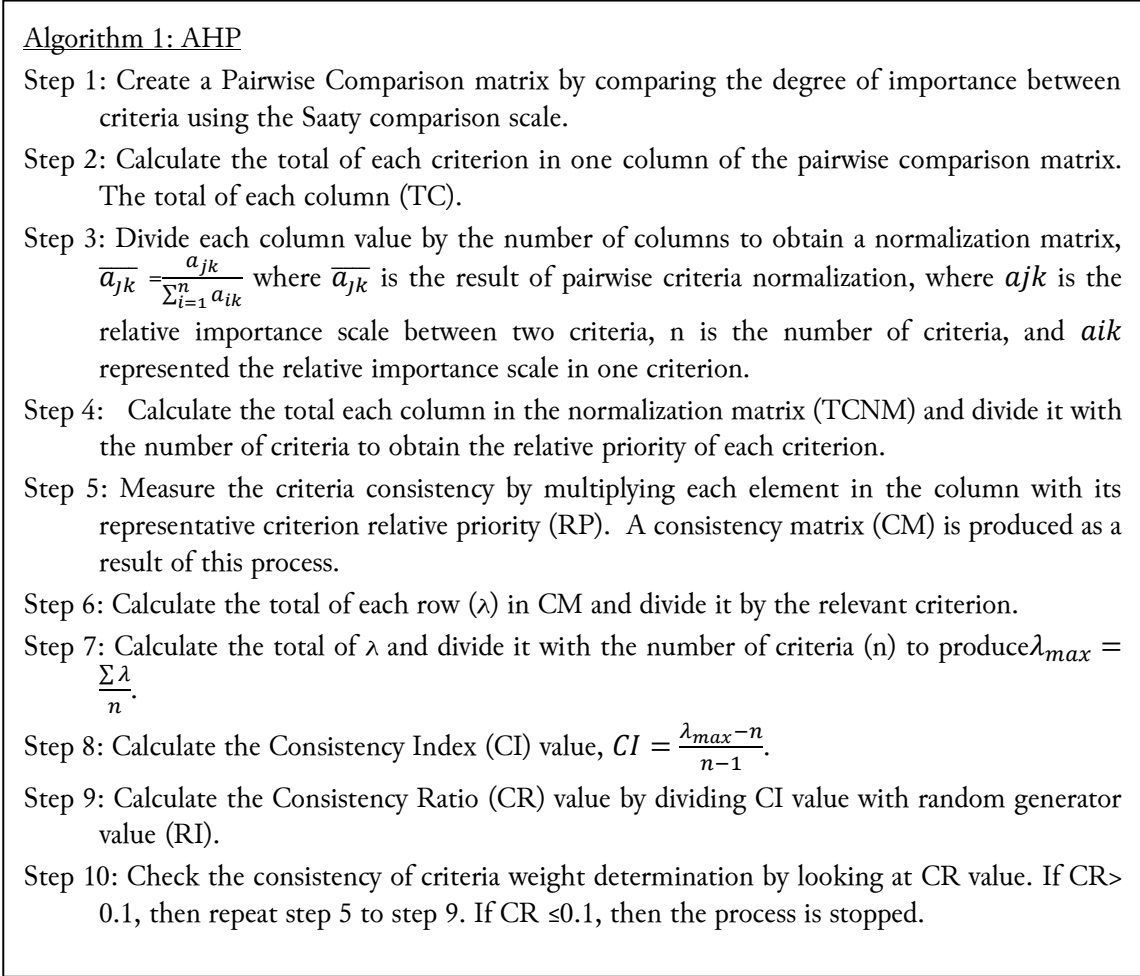 Algorithm 1: AHP
Step 1: Create a Pairwise Comparison matrix by comparing the degree of importance between
criteria using the Saaty comparison scale.
Step 2: Calculate the total of each criterion in one column of the pairwise comparison matrix.
The total of each column (TC).
Step 3: Divide each column value by the number of columns to obtain a normalization matrix,
$\overline{a_{jk}} = \frac{a_{jk}}{\sum_{i=1}^{n} a_{ik}}$ where $\overline{a_{jk}}$ is the result of pairwise criteria normalization, where ajk is the
relative importance scale between two criteria, n is the number of criteria, and aik
represented the relative importance scale in one criterion.
Step 4: Calculate the total each column in the normalization matrix (TCNM) and divide it with
the number of criteria to obtain the relative priority of each criterion.
Step 5: Measure the criteria consistency by multiplying each element in the column with its
representative criterion relative priority (RP). A consistency matrix (CM) is produced as a
result of this process.
Step 6: Calculate the total of each row (λ) in CM and divide it by the relevant criterion.
Step 7: Calculate the total of λ and divide it with the number of criteria (n) to produce$\lambda_{max} =$
$\frac{\sum \lambda}{n}$.
Step 8: Calculate the Consistency Index (CI) value, $CI = \frac{\lambda_{max}-n}{n-1}$.
Step 9: Calculate the Consistency Ratio (CR) value by dividing CI value with random generator
value (RI).
Step 10: Check the consistency of criteria weight determination by looking at CR value. If CR>
0.1, then repeat step 5 to step 9. If CR ≤0.1, then the process is stopped.